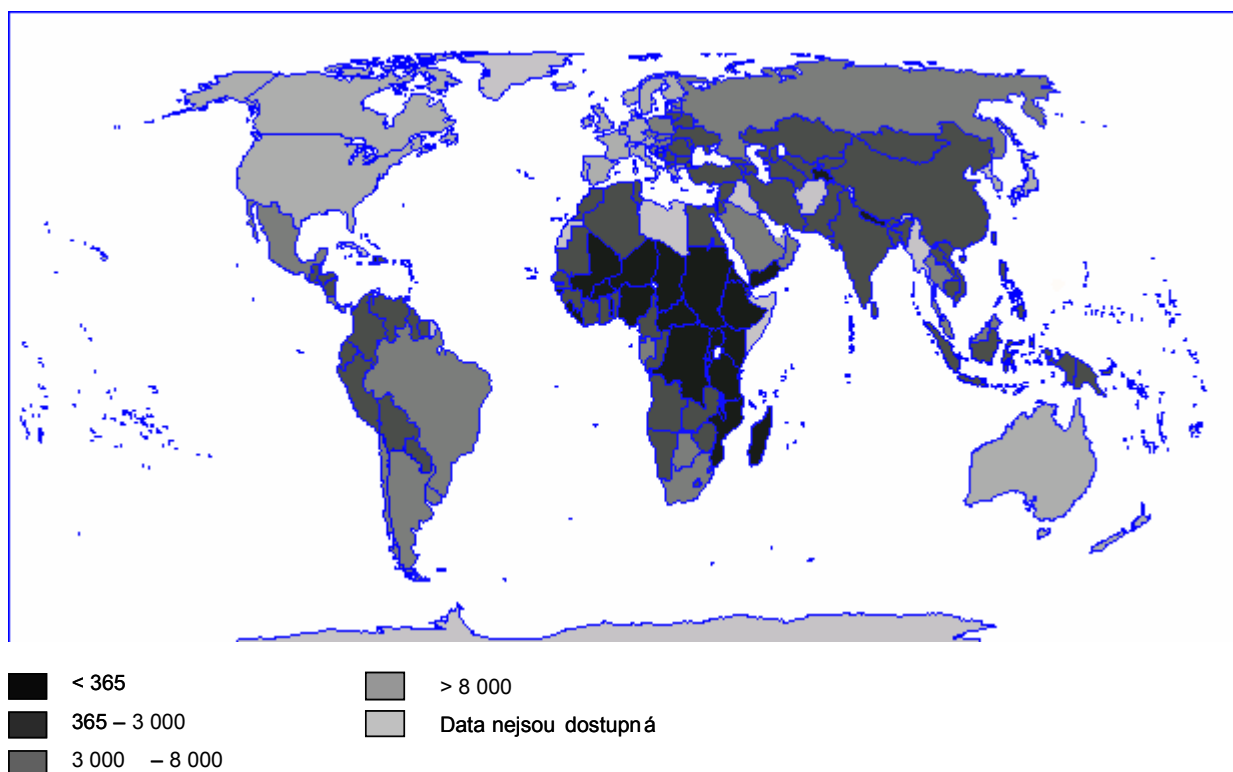 < 365
365 – 3 000
3 000 – 8 000
> 8 000
Data nejsou dostupná